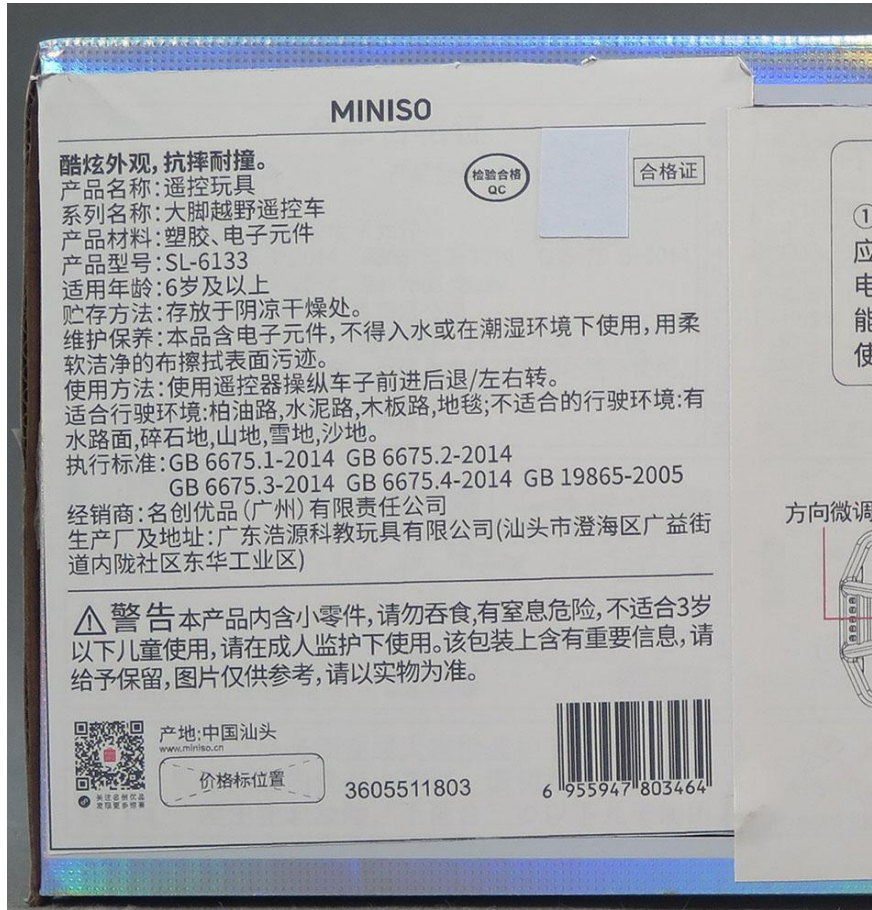 MINISO
酷炫外观，抗摔耐撞。
检验合格
QC
合格证
产品名称：遥控玩具
系列名称：大脚越野遥控车
产品材料：塑胶、电子元件
产品型号：SL-6133
适用年龄：6岁及以上
贮存方法：存放于阴凉干燥处。
维护保养：本品含电子元件，不得入水或在潮湿环境下使用，用柔
软洁净的布擦拭表面污迹。
使用方法：使用遥控器操纵车子前进后退/左右转。
适合行驶环境：柏油路，水泥路，木板路，地毯；不适合的行驶环境：有
水路面，碎石地，山地，雪地，沙地。
执行标准：GB 6675.1-2014 GB 6675.2-2014
GB 6675.3-2014 GB 6675.4-2014 GB 19865-2005
经销商：名创优品（广州）有限责任公司
生产厂及地址：广东浩源科教玩具有限公司(汕头市澄海区广益街
道内陇社区东华工业区)
警告本产品内含小零件，请勿吞食，有窒息危险，不适合3岁
以下儿童使用，请在成人监护下使用。该包装上含有重要信息，请
给予保留，图片仅供参考，请以实物为准。
产地：中国汕头
www.miniso.cn
价格标位置
关注名创优品
发现更多惊喜
3605511803
6 955947 803464
①
应
电
能
使
方向微调